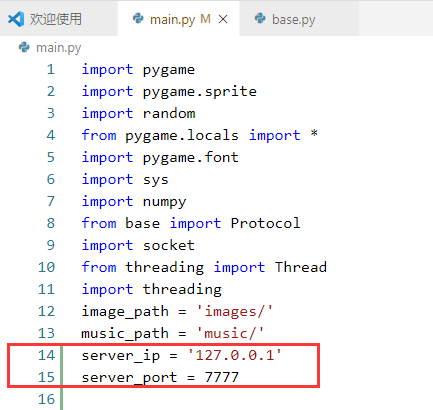 欢迎使用 main.py M base.py
main.py
1 import pygame
2 import pygame.sprite
3 import random
4 from pygame.locals import *
5 import pygame.font
6 import sys
7 import numpy
8 from base import Protocol
9 import socket
10 from threading import Thread
11 import threading
12 image_path = 'images/'
13 music_path = 'music/'
14 server_ip = '127.0.0.1'
15 server_port = 7777
16